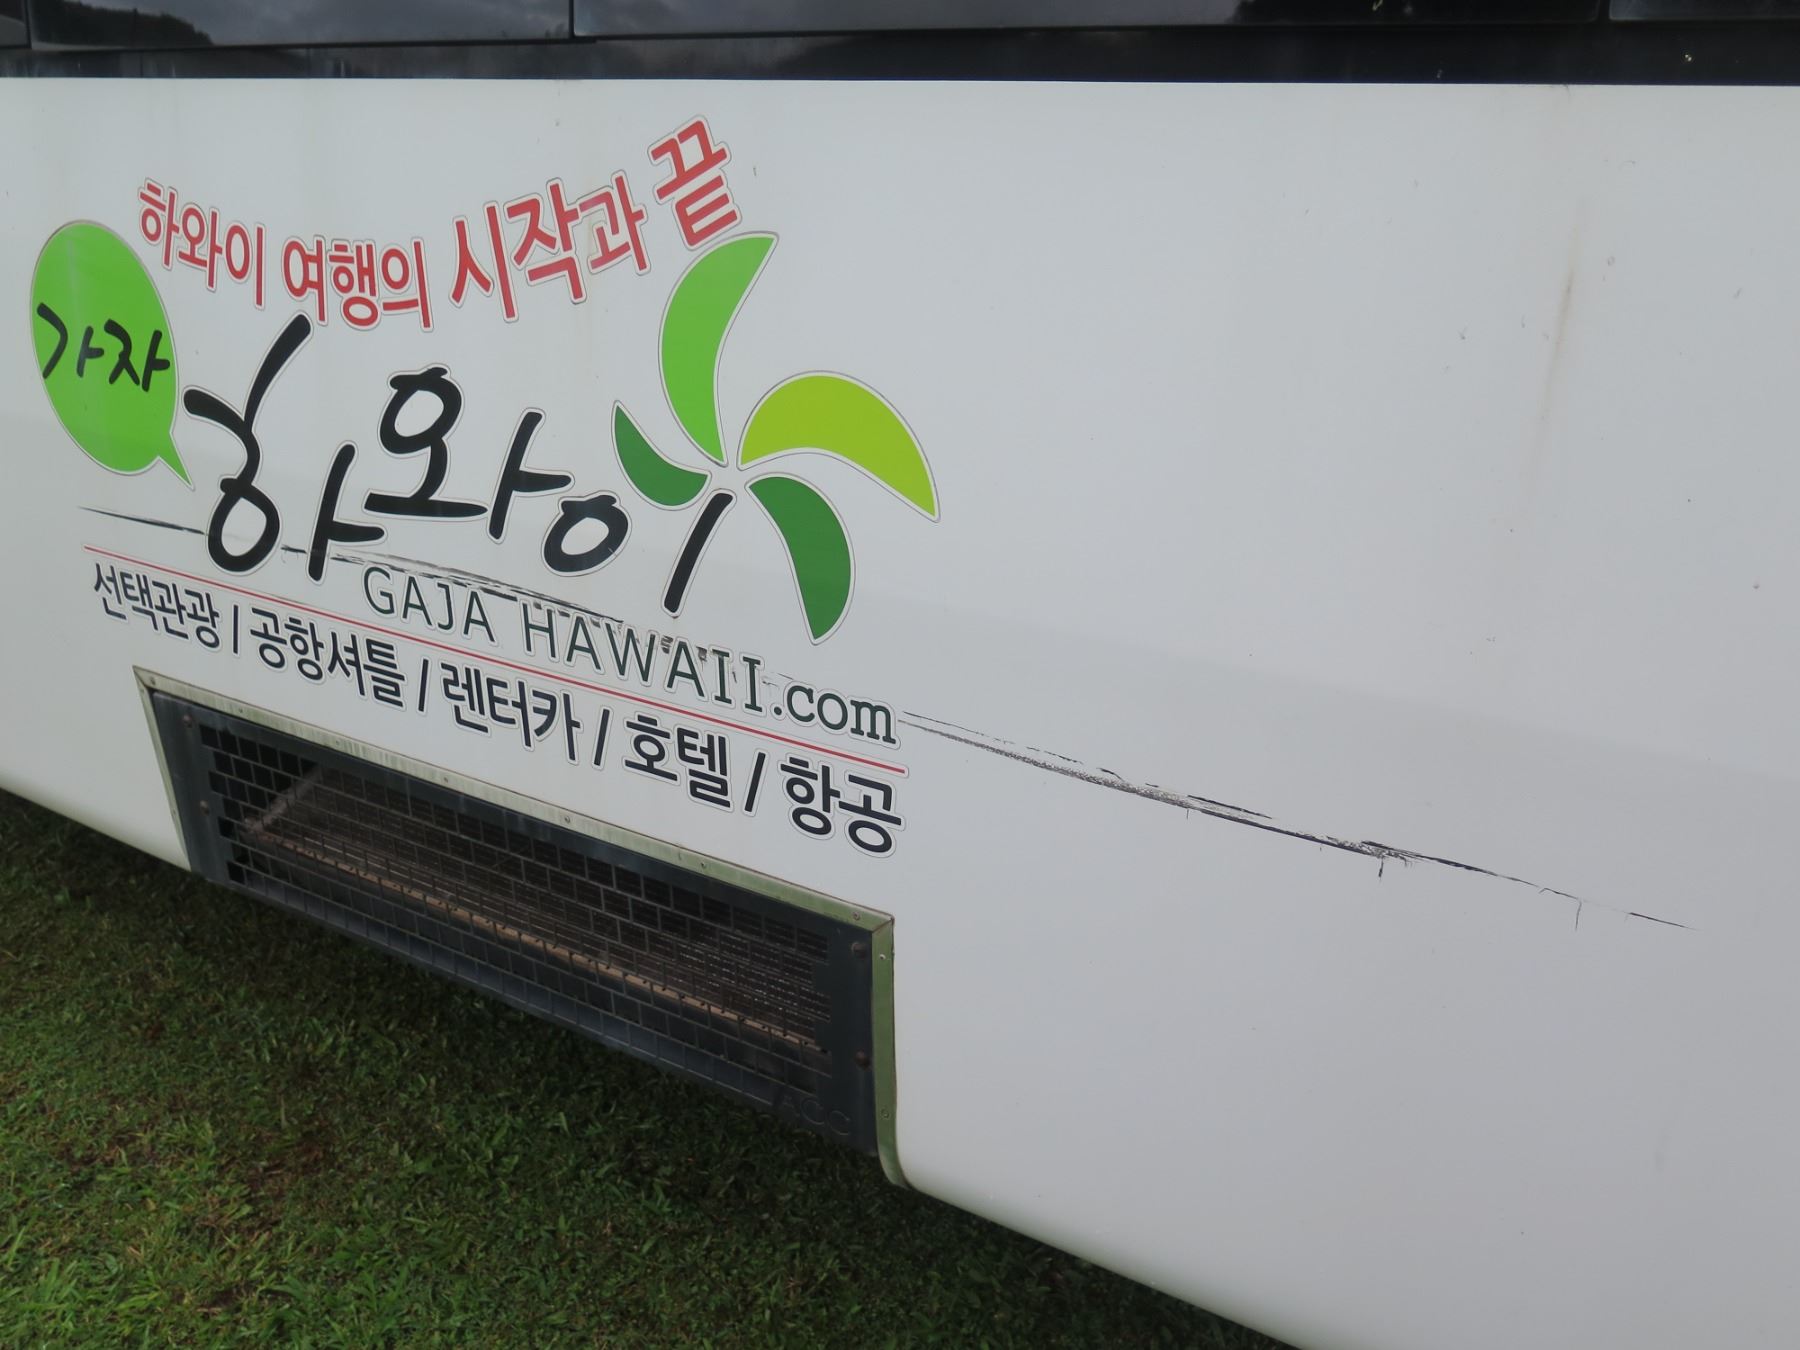 하와이 여행의 시작과 끝
가자
하와이
GAJA HAWAII.com
선택관광 / 공항셔틀 / 렌터카 / 호텔 / 항공
ACC